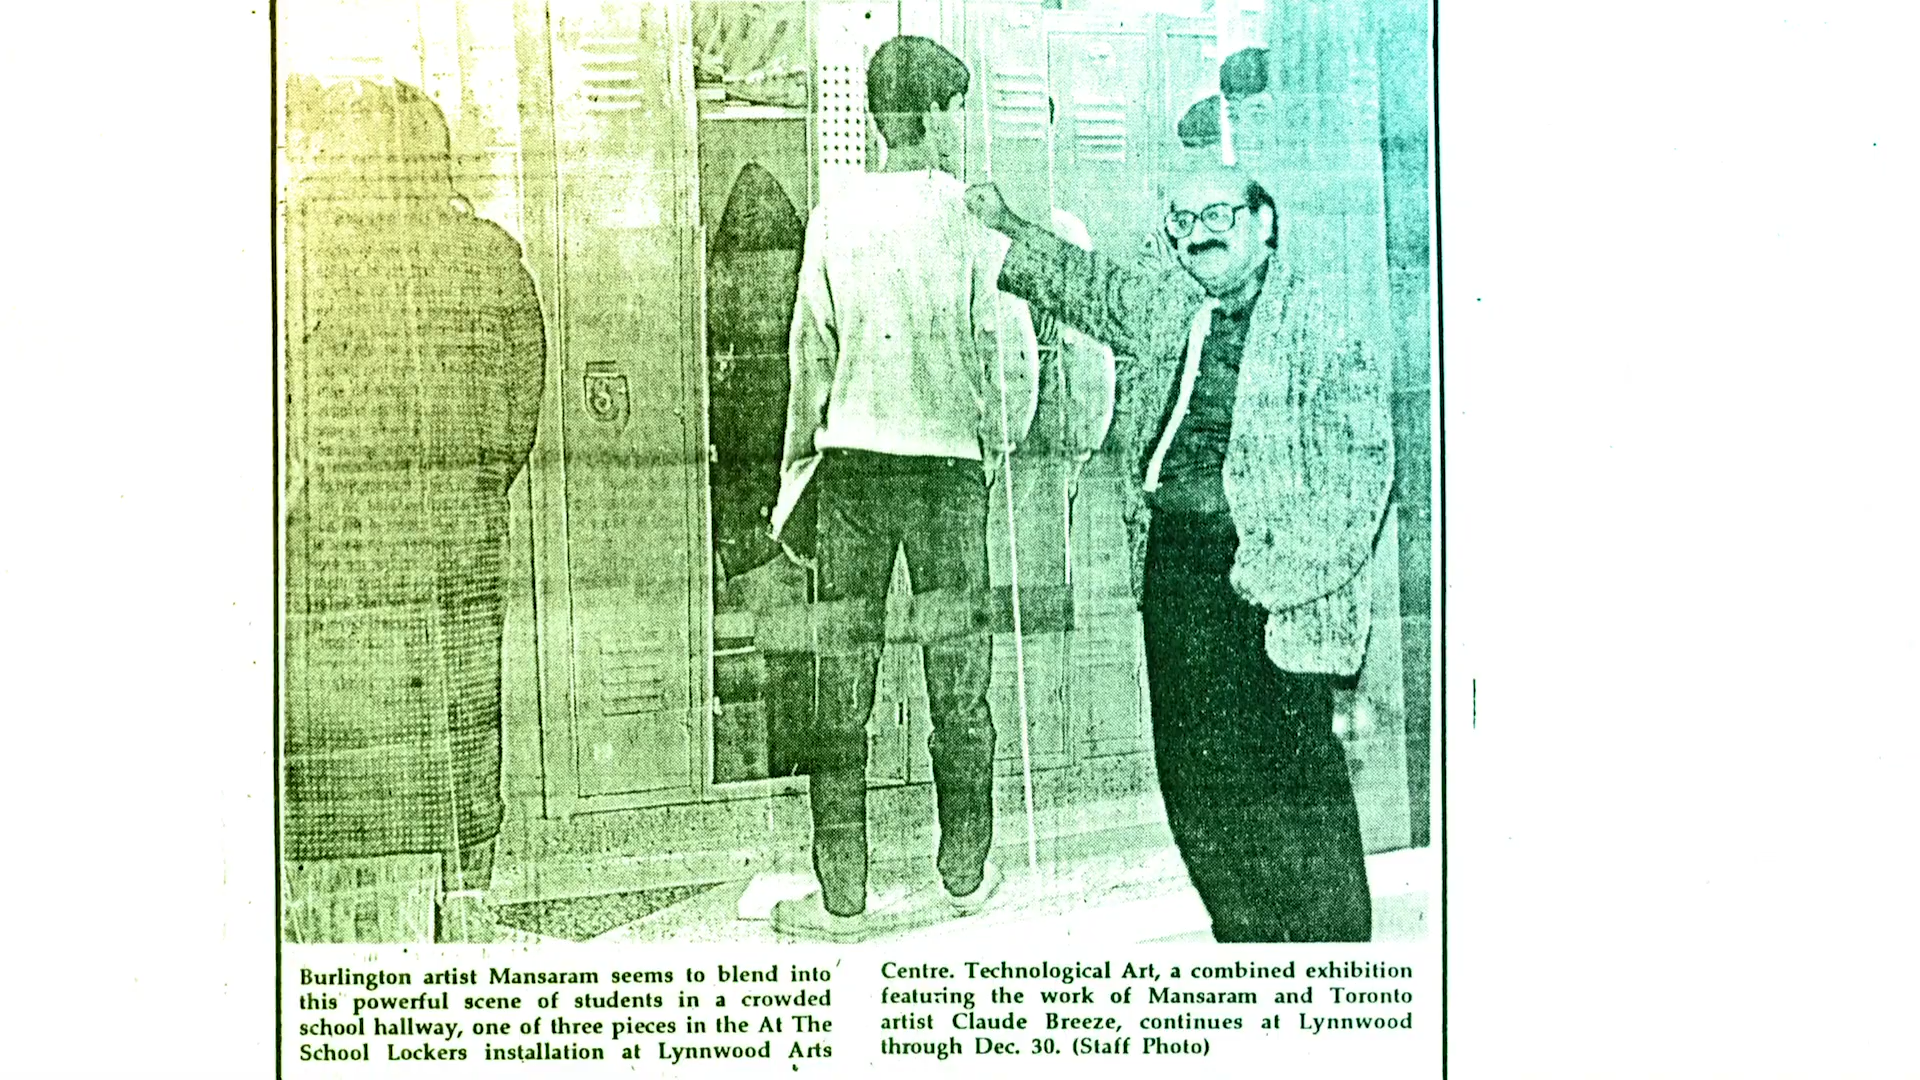 Burlington artist Mansaram seems to blend into
this powerful scene of students in a crowded
school hallway, one of three pieces in the At The
School Lockers installation at Lynnwood Arts
Centre. Technological Art, a combined exhibition
featuring the work of Mansaram and Toronto
artist Claude Breeze, continues at Lynnwood
through Dec. 30. (Staff Photo)